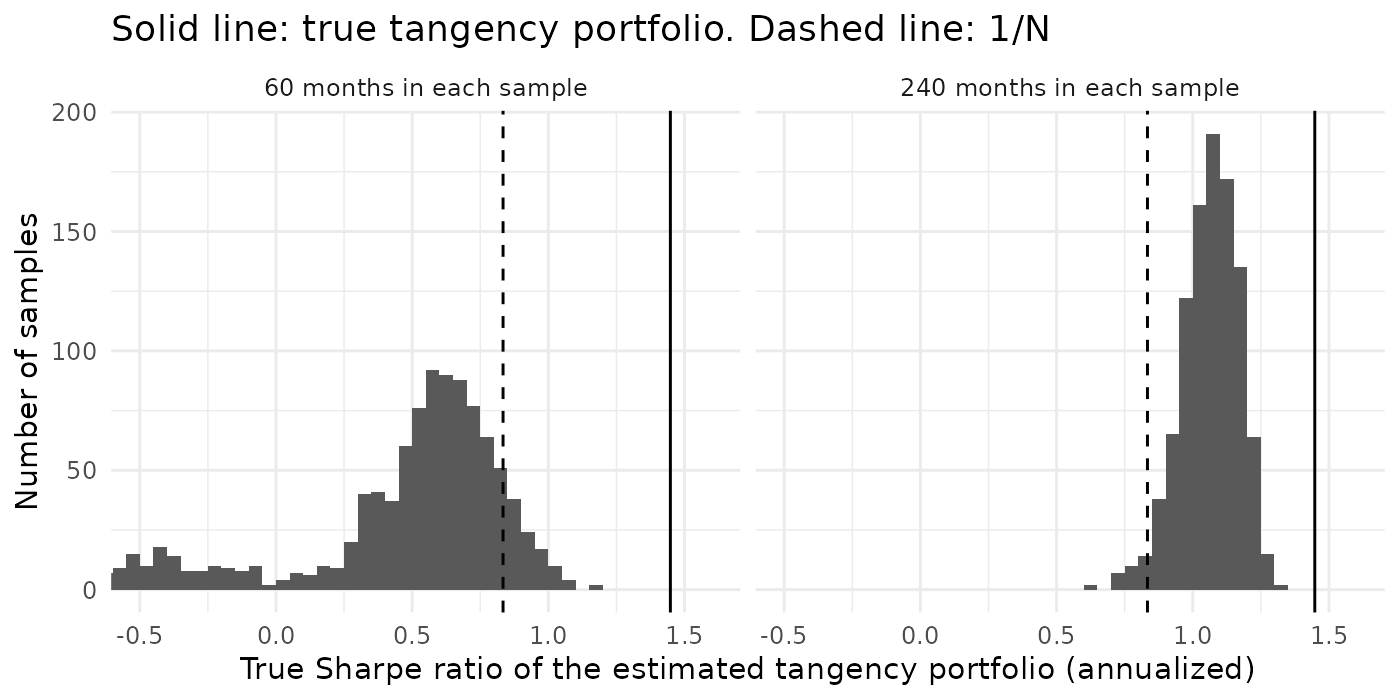 Solid line: true tangency portfolio. Dashed line: 1/N
60 months in each sample
240 months in each sample
Number of samples
200
150
100
50
0
-0.5 0.0 0.5 1.0 1.5
-0.5 0.0 0.5 1.0 1.5
True Sharpe ratio of the estimated tangency portfolio (annualized)